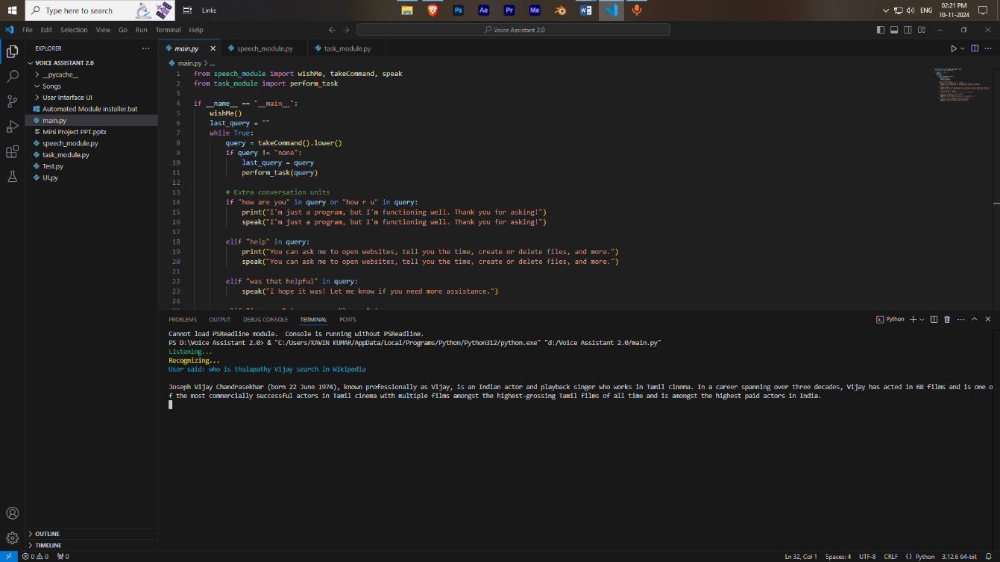 Type here to search
Links
Ps
Ae
Pr
Me
ENG
02:21 PM
10-11-2024
File Edit Selection View Go Run Terminal Help
Voice Assistant 2.0
EXPLORER
VOICE ASSISTANT 2.0
__pycache__
Songs
User Interface UI
Automated Module installer.bat
main.py
Mini Project PPT.pptx
speech_module.py
task_module.py
Test.py
UI.py
OUTLINE
TIMELINE
main.py
speech_module.py
task_module.py
main.py > ...
1 from speech_module import wishMe, takeCommand, speak
2 from task_module import perform_task
3
4 if __name__ == "__main__":
5 wishMe()
6 last_query = ""
7 while True:
8 query = takeCommand().lower()
9 if query != "none":
10 last_query = query
11 perform_task(query)
12
13 # Extra conversation units
14 if "how are you" in query or "how r u" in query:
15 print("I'm just a program, but I'm functioning well. Thank you for asking!")
16 speak("I'm just a program, but I'm functioning well. Thank you for asking!")
17
18 elif "help" in query:
19 print("You can ask me to open websites, tell you the time, create or delete files, and more.")
20 speak("You can ask me to open websites, tell you the time, create or delete files, and more.")
21
22 elif "was that helpful" in query:
23 speak("I hope it was! Let me know if you need more assistance.")
24
PROBLEMS OUTPUT DEBUG CONSOLE TERMINAL PORTS
Python
Cannot load PSReadline module. Console is running without PSReadline.
PS D:\Voice Assistant 2.0> & "C:/Users/KAVIN KUMAR/AppData/Local/Programs/Python/Python312/python.exe" "d:/Voice Assistant 2.0/main.py"
Listening...
Recognizing...
User said: who is thalapathy Vijay search in Wikipedia
Joseph Vijay Chandrasekhar (born 22 June 1974), known professionally as Vijay, is an Indian actor and playback singer who works in Tamil cinema. In a career spanning over three decades, Vijay has acted in 68 films and is one o
f the most commercially successful actors in Tamil cinema with multiple films amongst the highest-grossing Tamil films of all time and is amongst the highest paid actors in India.
0 0 0
Ln 32, Col 1 Spaces: 4 UTF-8 CRLF {} Python 3.12.6 64-bit